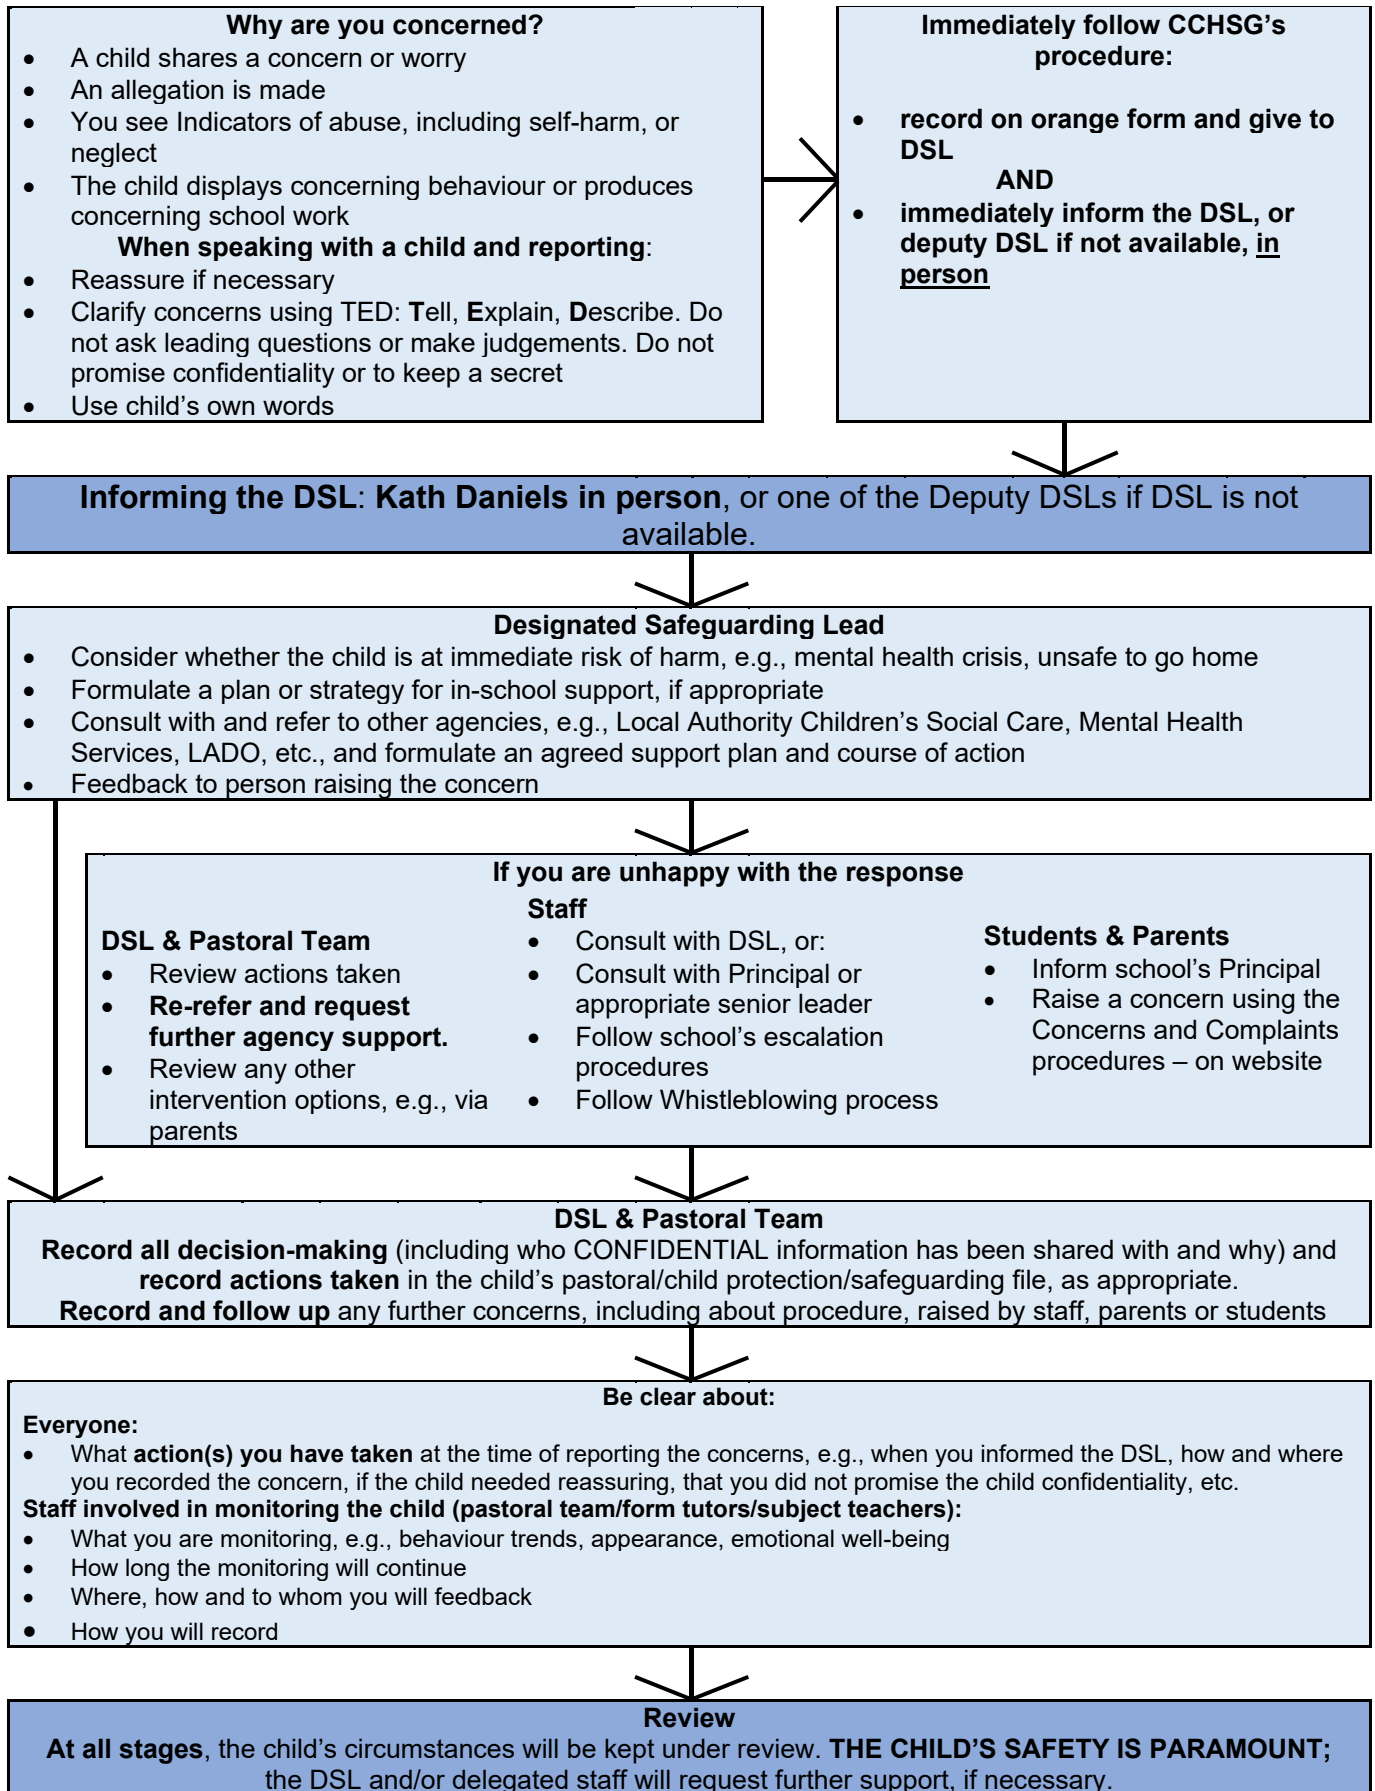 Why are you concerned?
• A child shares a concern or worry
• An allegation is made
• You see Indicators of abuse, including self-harm, or
neglect
• The child displays concerning behaviour or produces
concerning school work
When speaking with a child and reporting:
• Reassure if necessary
• Clarify concerns using TED: Tell, Explain, Describe. Do
not ask leading questions or make judgements. Do not
promise confidentiality or to keep a secret
• Use child's own words
Immediately follow CCHSG's
procedure:
• record on orange form and give to
DSL
AND
• immediately inform the DSL, or
deputy DSL if not available, in
person
Informing the DSL: Kath Daniels in person, or one of the Deputy DSLs if DSL is not
available.
Designated Safeguarding Lead
• Consider whether the child is at immediate risk of harm, e.g., mental health crisis, unsafe to go home
• Formulate a plan or strategy for in-school support, if appropriate
• Consult with and refer to other agencies, e.g., Local Authority Children's Social Care, Mental Health
Services, LADO, etc., and formulate an agreed support plan and course of action
• Feedback to person raising the concern
If you are unhappy with the response
DSL & Pastoral Team
• Review actions taken
• Re-refer and request
further agency support.
• Review any other
intervention options, e.g., via
parents
Staff
• Consult with DSL, or:
• Consult with Principal or
appropriate senior leader
• Follow school's escalation
procedures
• Follow Whistleblowing process
Students & Parents
• Inform school's Principal
• Raise a concern using the
Concerns and Complaints
procedures – on website
DSL & Pastoral Team
Record all decision-making (including who CONFIDENTIAL information has been shared with and why) and
record actions taken in the child's pastoral/child protection/safeguarding file, as appropriate.
Record and follow up any further concerns, including about procedure, raised by staff, parents or students
Be clear about:
Everyone:
• What action(s) you have taken at the time of reporting the concerns, e.g., when you informed the DSL, how and where
you recorded the concern, if the child needed reassuring, that you did not promise the child confidentiality, etc.
Staff involved in monitoring the child (pastoral team/form tutors/subject teachers):
• What you are monitoring, e.g., behaviour trends, appearance, emotional well-being
• How long the monitoring will continue
• Where, how and to whom you will feedback
• How you will record
Review
At all stages, the child's circumstances will be kept under review. THE CHILD'S SAFETY IS PARAMOUNT;
the DSL and/or delegated staff will request further support, if necessary.